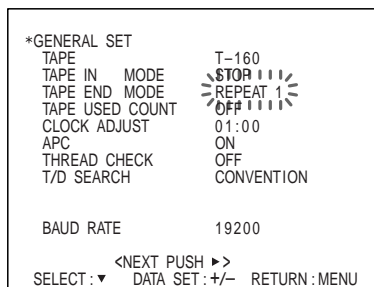 *GENERAL SET
TAPE T–160
TAPE IN MODE STOP
TAPE END MODE REPEAT 1
TAPE USED COUNT OFF
CLOCK ADJUST 01:00
APC ON
THREAD CHECK OFF
T/D SEARCH CONVENTION
BAUD RATE 19200
<NEXT PUSH ►>
SELECT:▼ DATA SET:+/– RETURN:MENU